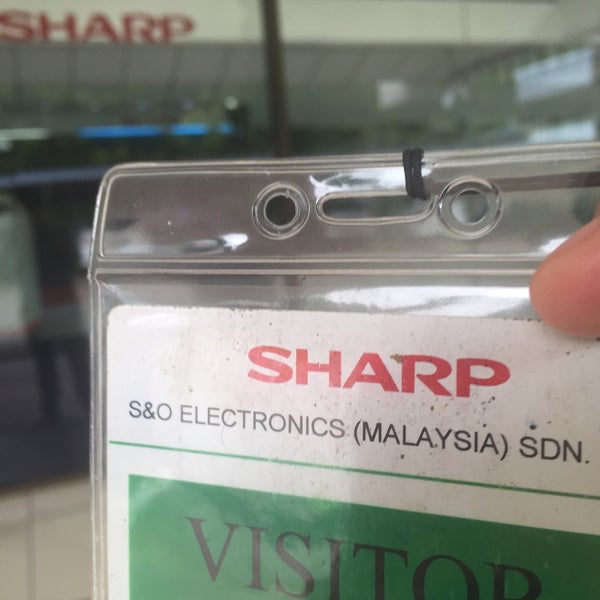 SHARP
SHARP
S&O ELECTRONICS (MALAYSIA) SDN.
VISITOR